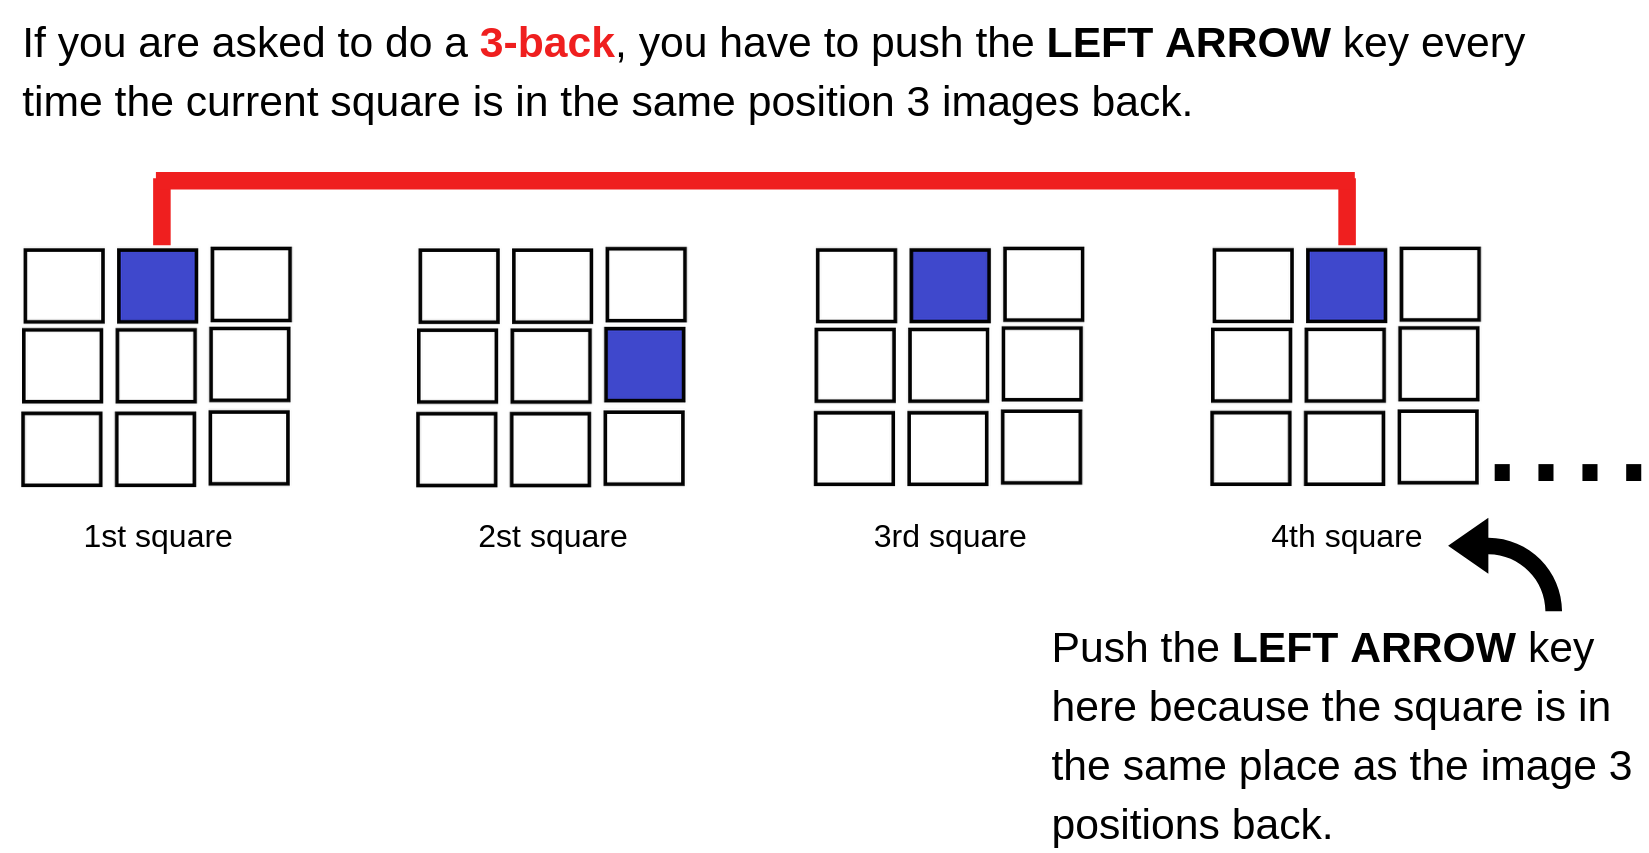 If you are asked to do a 3-back, you have to push the LEFT ARROW key every
time the current square is in the same position 3 images back.
1st square
2st square
3rd square
4th square
....
Push the LEFT ARROW key
here because the square is in
the same place as the image 3
positions back.